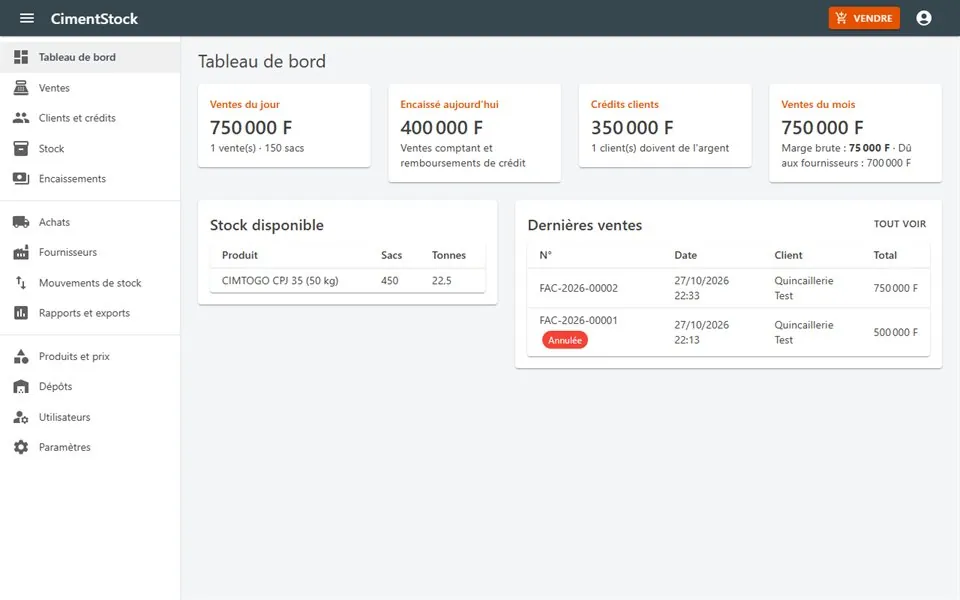 CimentStock
VENDRE
Tableau de bord
Ventes
Clients et crédits
Stock
Encaissements
Achats
Fournisseurs
Mouvements de stock
Rapports et exports
Produits et prix
Dépôts
Utilisateurs
Paramètres
Tableau de bord
Ventes du jour
750 000 F
1 vente(s) · 150 sacs
Encaissé aujourd'hui
400 000 F
Ventes comptant et
remboursements de crédit
Crédits clients
350 000 F
1 client(s) doivent de l'argent
Ventes du mois
750 000 F
Marge brute : 75 000 F · Dû
aux fournisseurs : 700 000 F
Stock disponible
Produit Sacs Tonnes
CIMTOGO CPJ 35 (50 kg) 450 22,5
Dernières ventes
TOUT VOIR
N° Date Client Total
FAC-2026-00002 27/10/2026 22:33 Quincaillerie Test 750 000 F
FAC-2026-00001 Annulée 27/10/2026 22:13 Quincaillerie Test 500 000 F